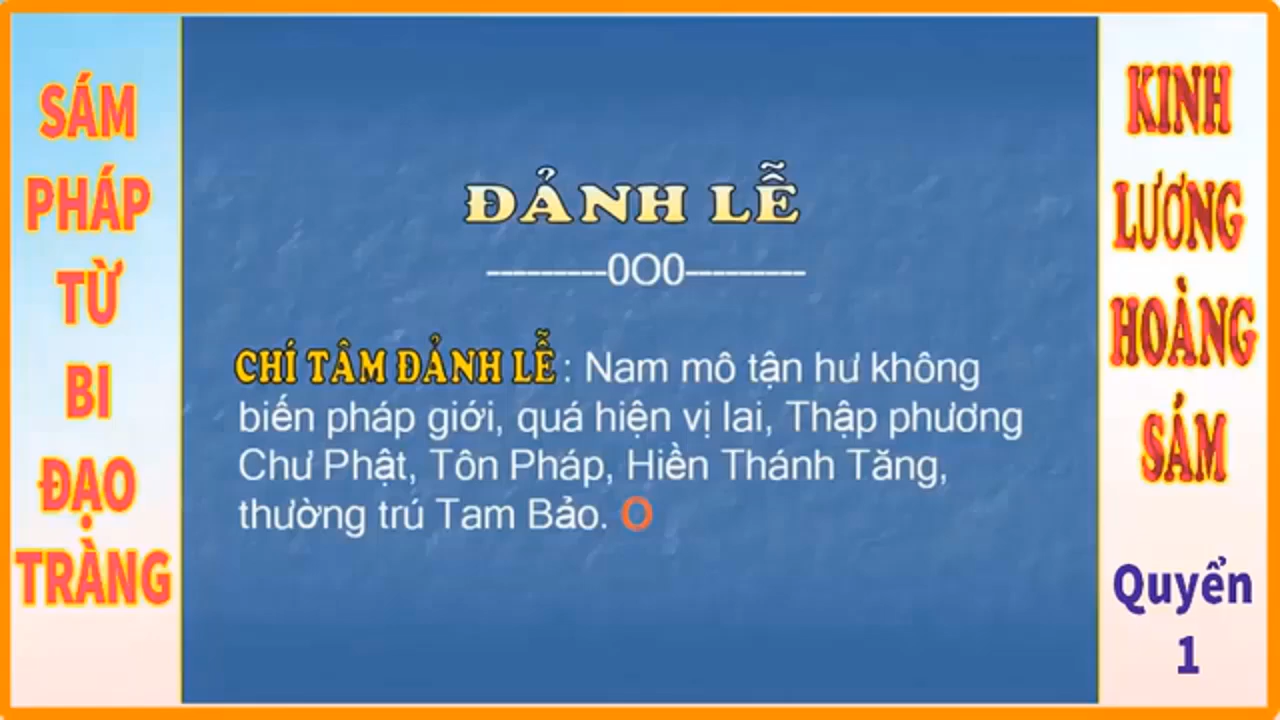 SÁM
PHÁP
TỪ
BI
ĐẠO
TRÀNG
ĐẢNH LỄ
---------0O0---------
CHÍ TÂM ĐẢNH LỄ : Nam mô tận hư không
biến pháp giới, quá hiện vị lai, Thập phương
Chư Phật, Tôn Pháp, Hiền Thánh Tăng,
thường trú Tam Bảo. O
KINH
LƯƠNG
HOÀNG
SÁM
Quyển
1